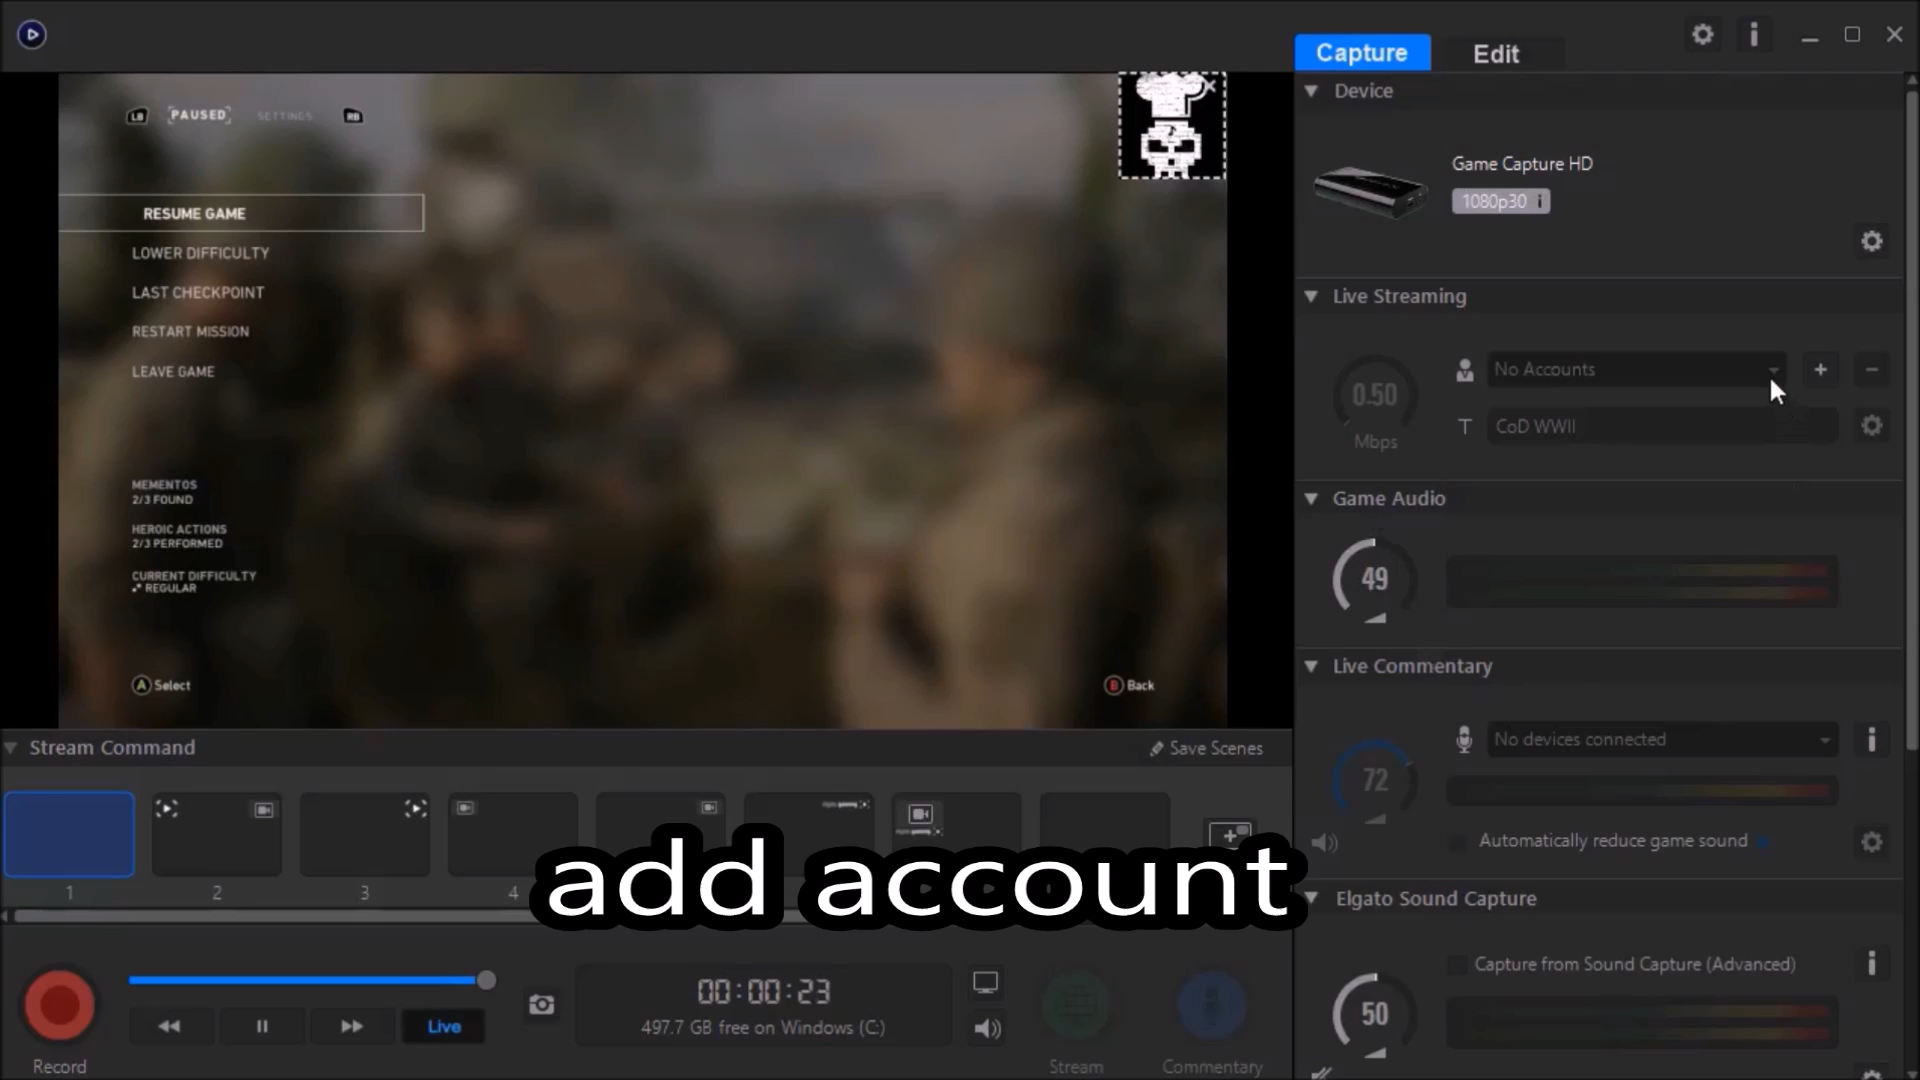 Capture
Edit
Device
LB
PAUSED
SETTINGS
RB
Game Capture HD
1080p30 i
RESUME GAME
LOWER DIFFICULTY
LAST CHECKPOINT
RESTART MISSION
LEAVE GAME
Live Streaming
No Accounts
0.50
Mbps
T
CoD WWII
MEMENTOS
2/3 FOUND
HEROIC ACTIONS
2/3 PERFORMED
CURRENT DIFFICULTY
REGULAR
Game Audio
49
A Select
B Back
Live Commentary
Stream Command
Save Scenes
No devices connected
72
Automatically reduce game sound
1
2
3
4
add account
Elgato Sound Capture
Capture from Sound Capture (Advanced)
50
Record
Live
00:00:23
497.7 GB free on Windows (C:)
Stream
Commentary